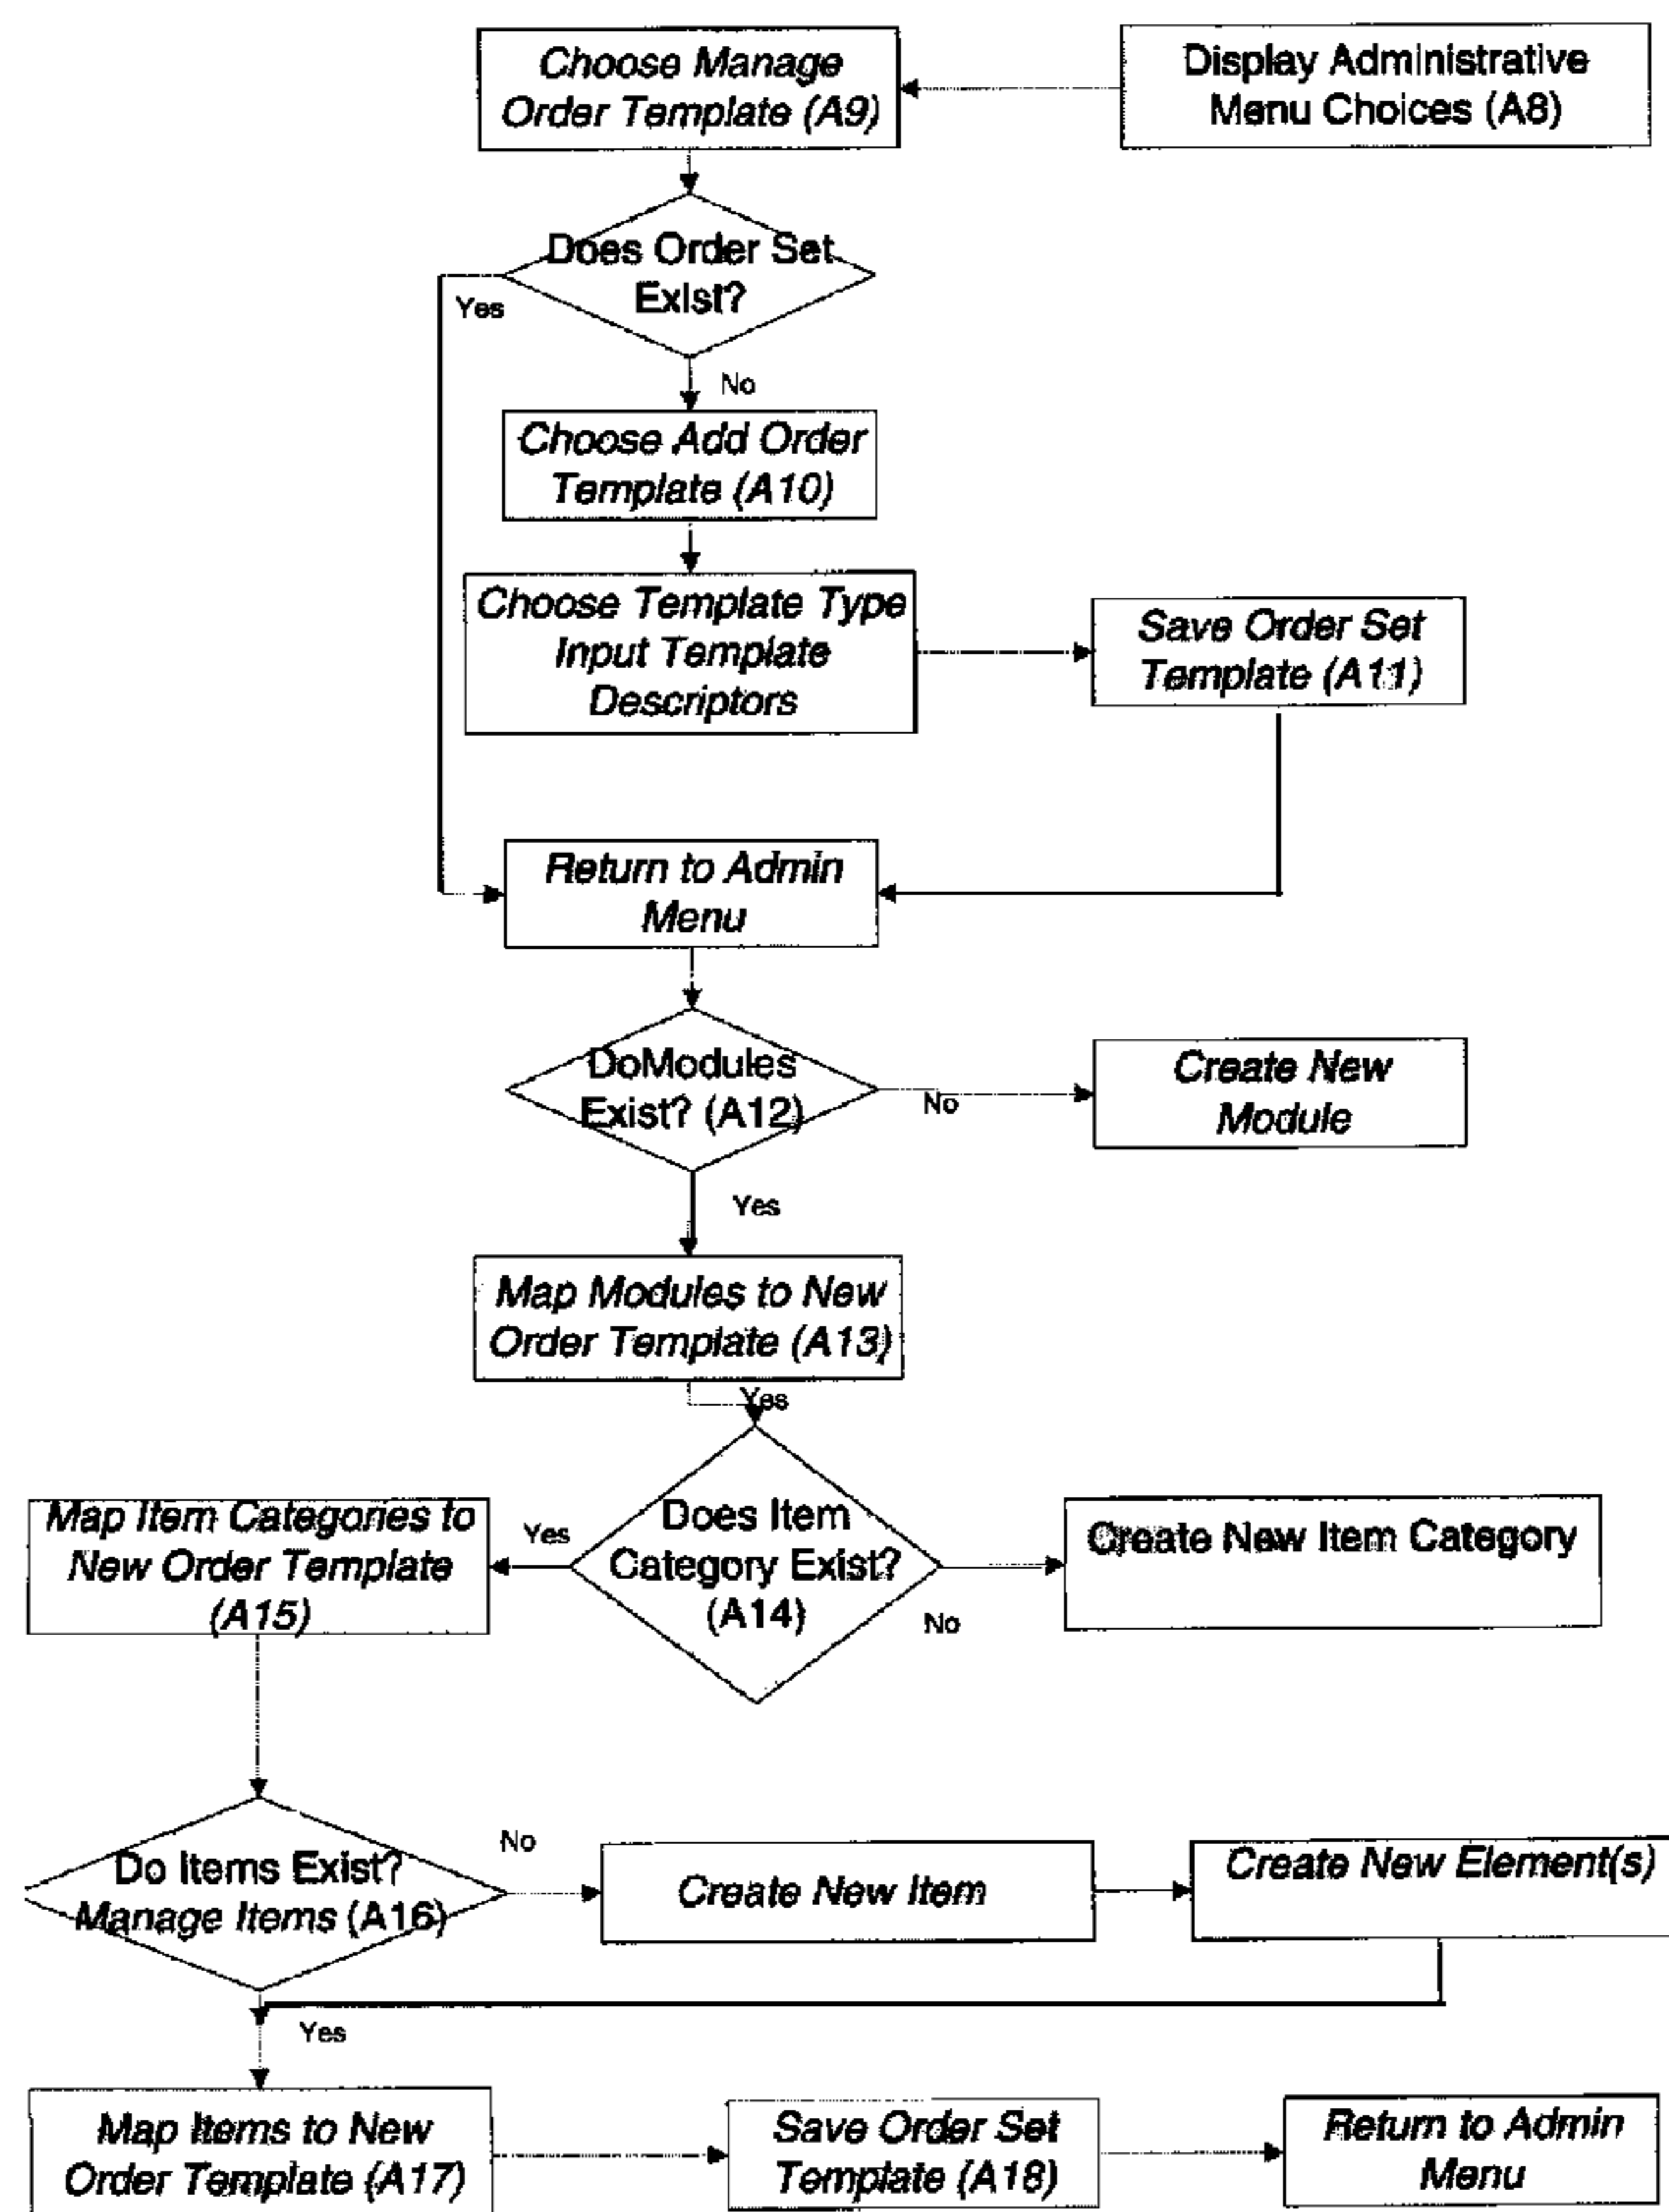 Choose Manage
Order Template (A9)
Display Administrative
Menu Choices (A8)
Does Order Set
Exist?
Yes
No
Choose Add Order
Template (A10)
Choose Template Type
Input Template
Descriptors
Save Order Set
Template (A11)
Return to Admin
Menu
DoModules
Exist? (A12)
No
Create New
Module
Yes
Map Modules to New
Order Template (A13)
Yes
Map Item Categories to
New Order Template
(A15)
Yes
Does Item
Category Exist?
(A14)
No
Create New Item Category
Do Items Exist?
Manage Items (A16)
No
Create New Item
Create New Element(s)
Yes
Map Items to New
Order Template (A17)
Save Order Set
Template (A18)
Return to Admin
Menu